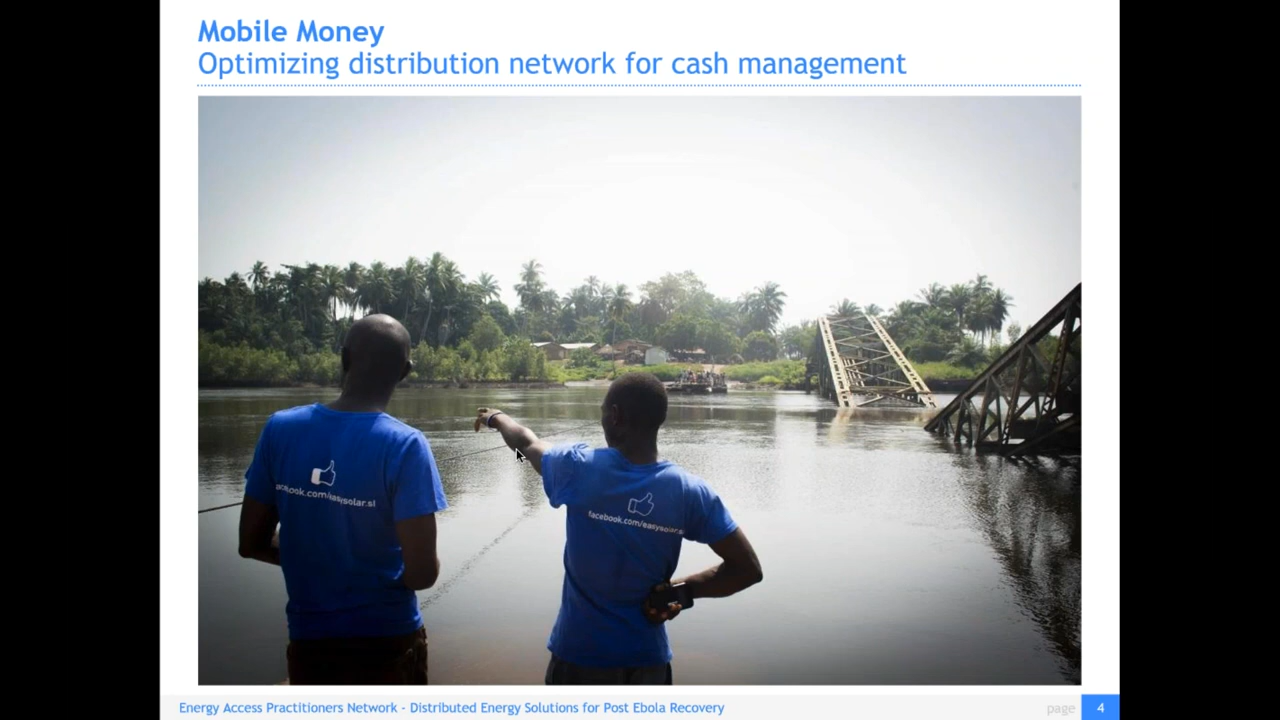 Mobile Money
Optimizing distribution network for cash management
facebook.com/easysolar.sl
facebook.com/easysolar.s
Energy Access Practitioners Network - Distributed Energy Solutions for Post Ebola Recovery
page 4